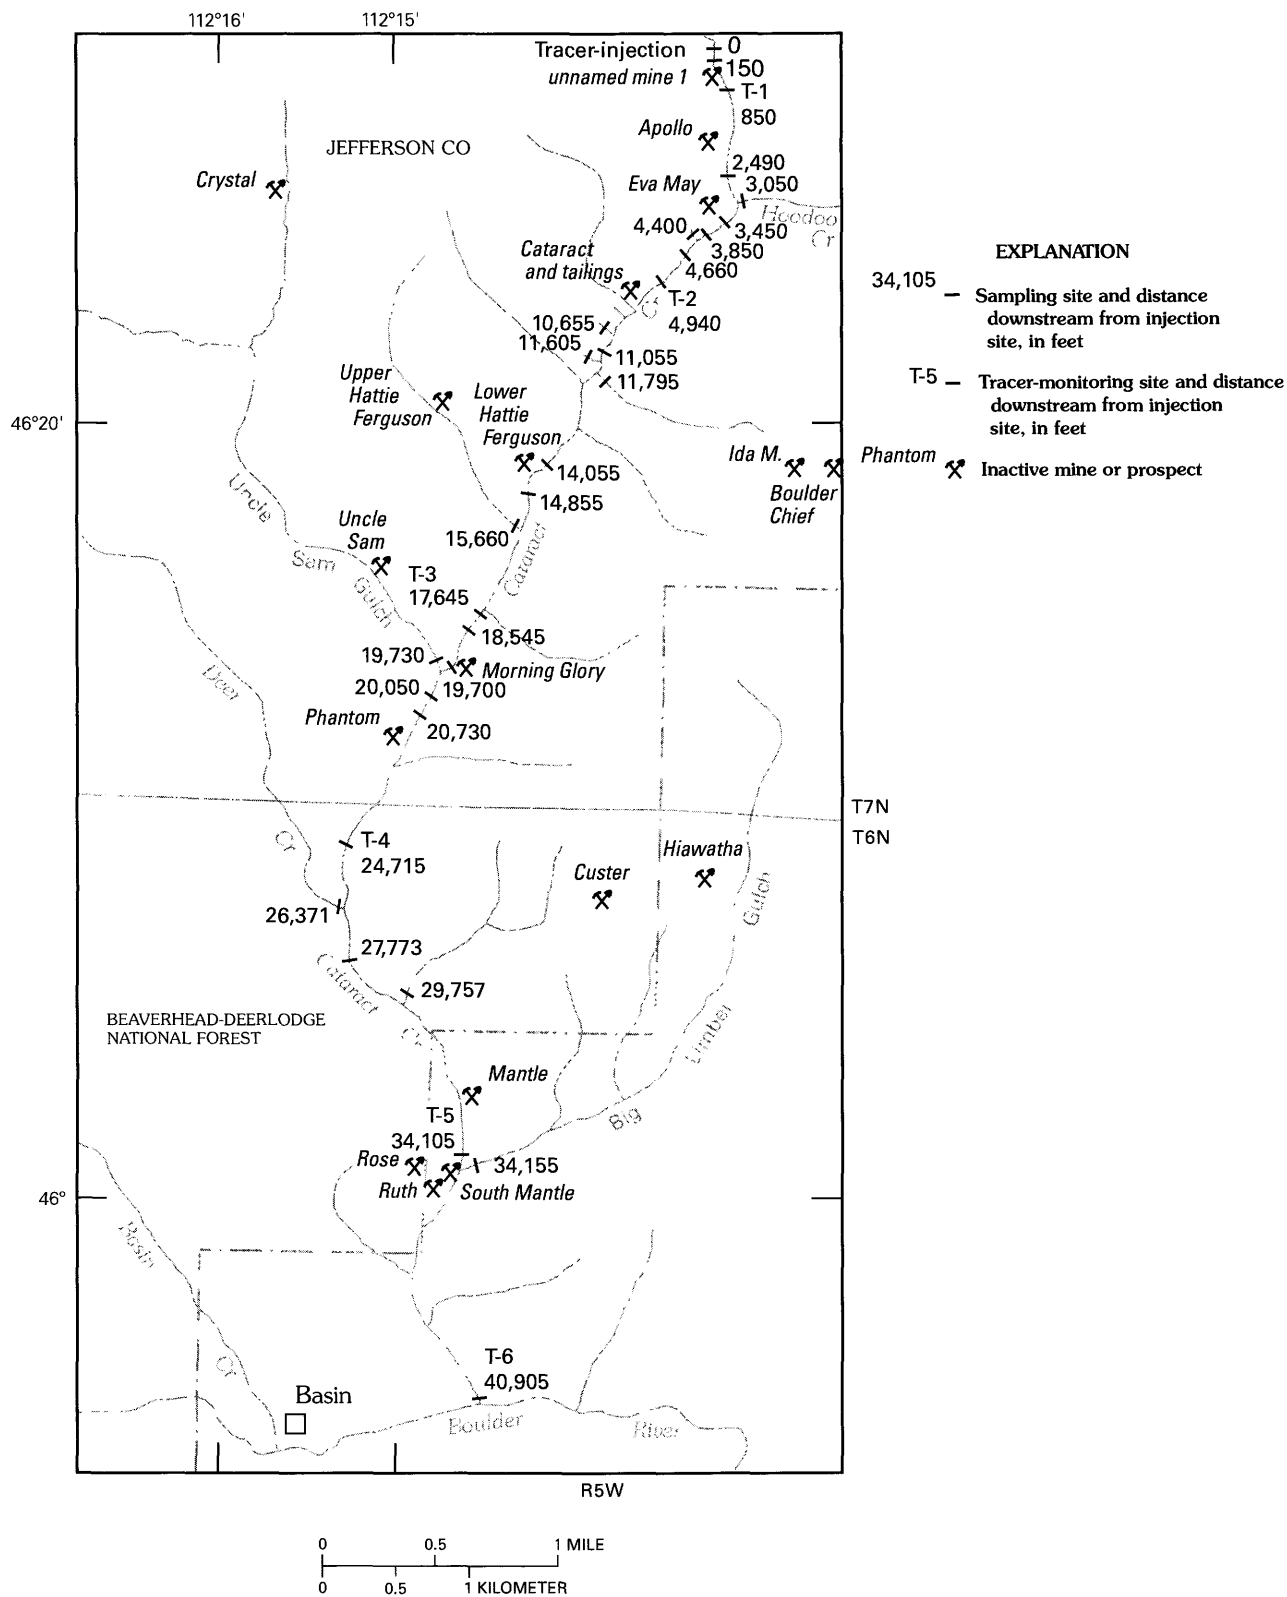 112°16'
112°15'
Tracer-injection
0
150
unnamed mine 1
T-1
850
Apollo
JEFFERSON CO
2,490
Crystal
Eva May
3,050
Hoodoo
Cr
4,400
3,450
3,850
Cataract
and tailings
4,660
T-2
4,940
Cr
10,655
11,605
11,055
11,795
Upper
Hattie
Ferguson
Lower
Hattie
Ferguson
46°20'
Ida M.
Phantom
Boulder
Chief
14,055
14,855
15,660
Cataract
Uncle
Sam
Gulch
Uncle
Sam
T-3
17,645
18,545
19,730
Morning Glory
20,050
19,700
Phantom
20,730
Deer
Cr
T7N
T6N
T-4
24,715
Hiawatha
Custer
Gulch
26,371
27,773
Cataract
Cr
29,757
BEAVERHEAD-DEERLODGE
NATIONAL FOREST
Limber
Big
Mantle
T-5
34,105
Rose
34,155
Ruth
South Mantle
46°
Basin
Cr
T-6
40,905
Basin
Boulder
River
R5W
EXPLANATION
34,105
Sampling site and distance
downstream from injection
site, in feet
T-5
Tracer-monitoring site and distance
downstream from injection
site, in feet
Inactive mine or prospect
0 0.5 1 MILE
0 0.5 1 KILOMETER